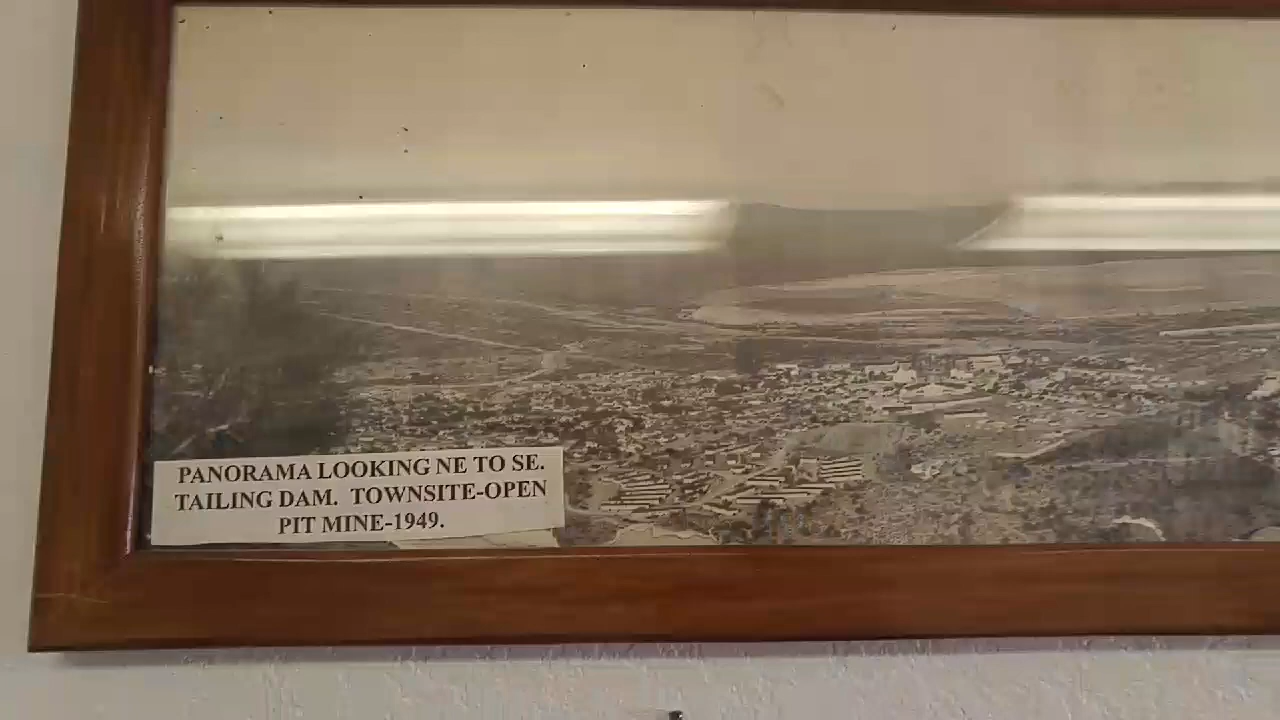 PANORAMA LOOKING NE TO SE.
TAILING DAM. TOWNSITE-OPEN
PIT MINE-1949.